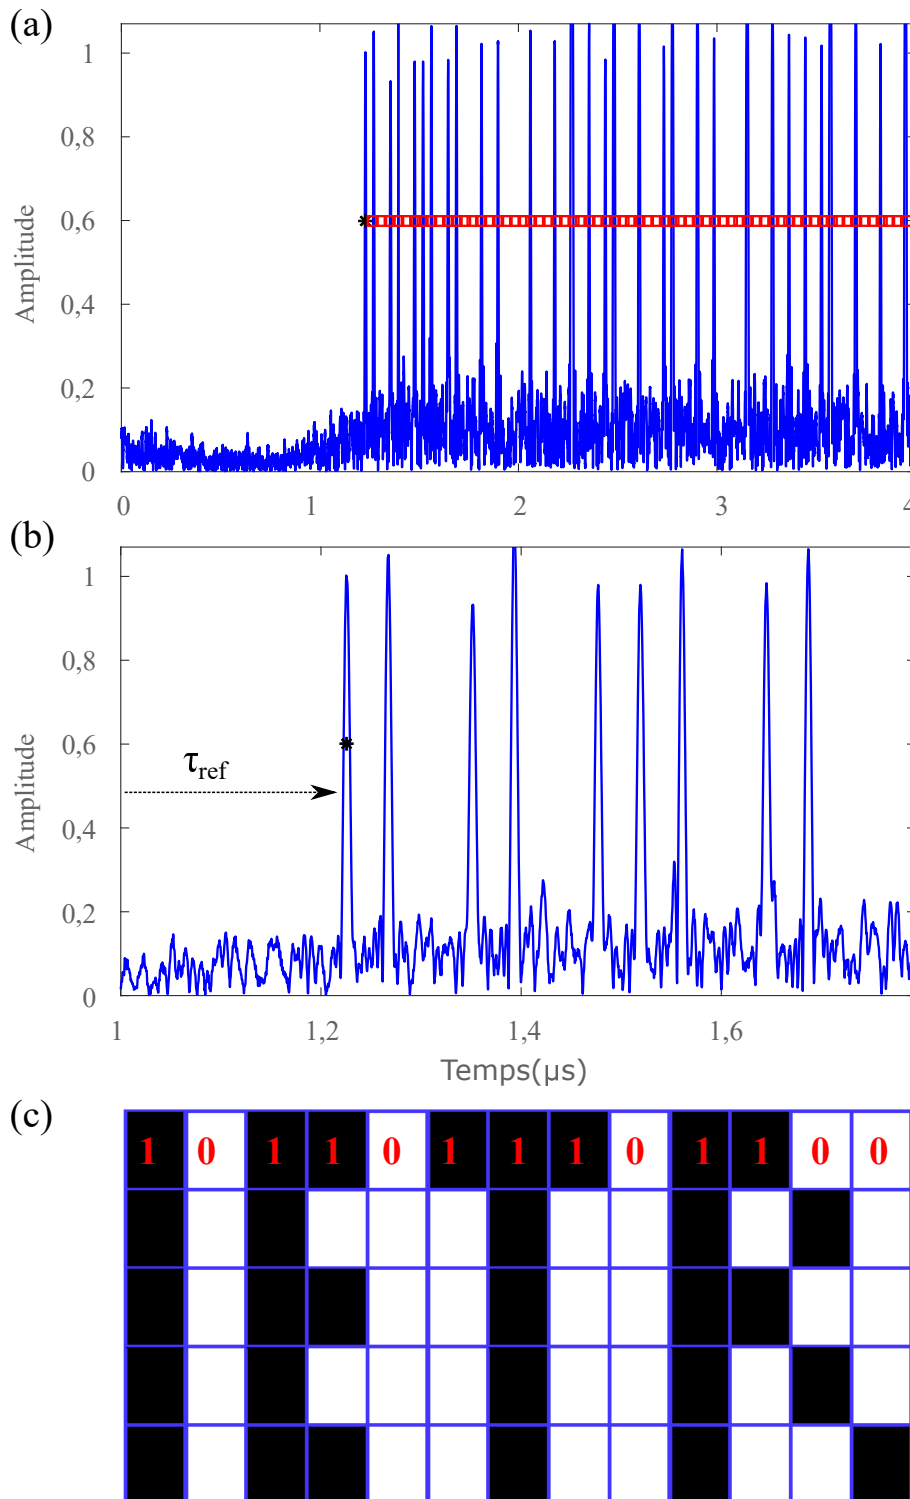 (a)
1
0,8
0,6
0,4
0,2
0
Amplitude
0 1 2 3 4
(b)
1
0,8
0,6
0,4
0,2
0
Amplitude
τref
1 1,2 1,4 1,6
Temps(µs)
(c)
1 0 1 1 0 1 1 1 0 1 1 0 0